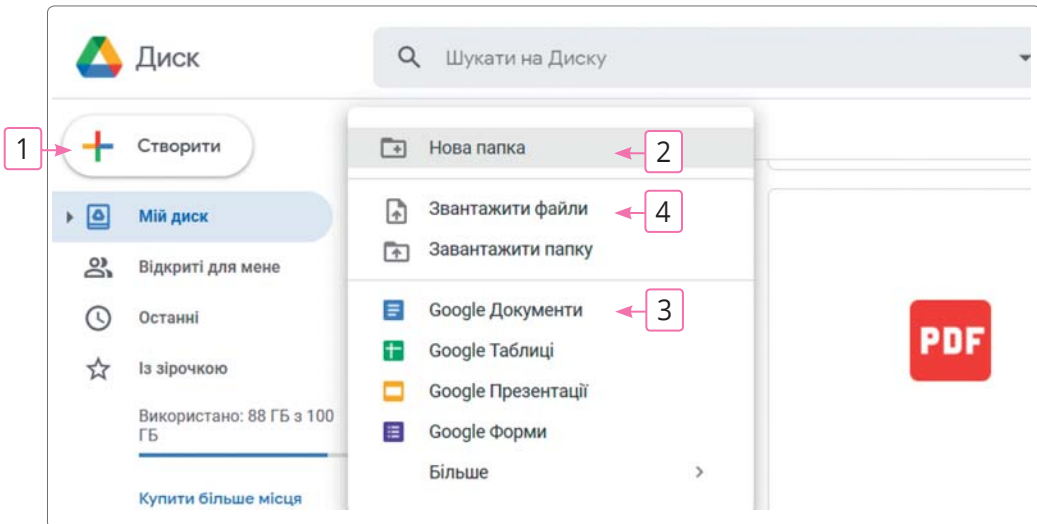 Диск
Шукати на Диску
1
Створити
Нова папка
2
Мій диск
Звантажити файли
4
Відкриті для мене
Завантажити папку
Останні
Google Документи
3
Із зірочкою
Google Таблиці
Google Презентації
Використано: 88 ГБ з 100
ГБ
Google Форми
Більше
Купити більше місця
PDF